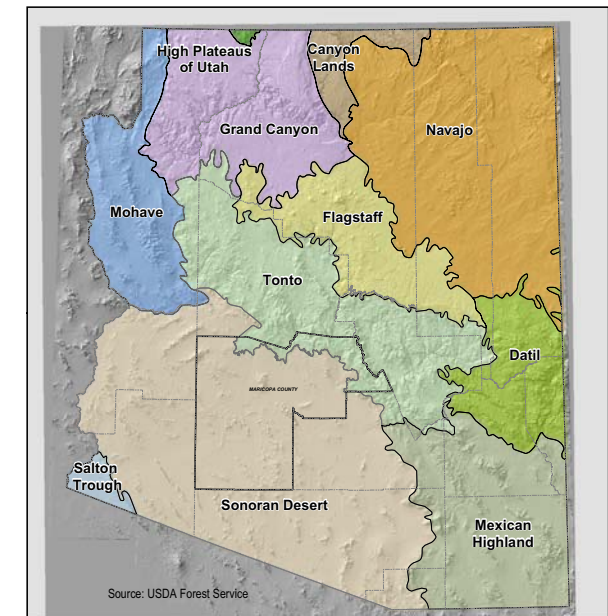 High Plateaus
of Utah
Canyon
Lands
Grand Canyon
Navajo
Mohave
Flagstaff
Tonto
Datil
MARICOPA COUNTY
Salton
Trough
Sonoran Desert
Mexican
Highland
Source: USDA Forest Service